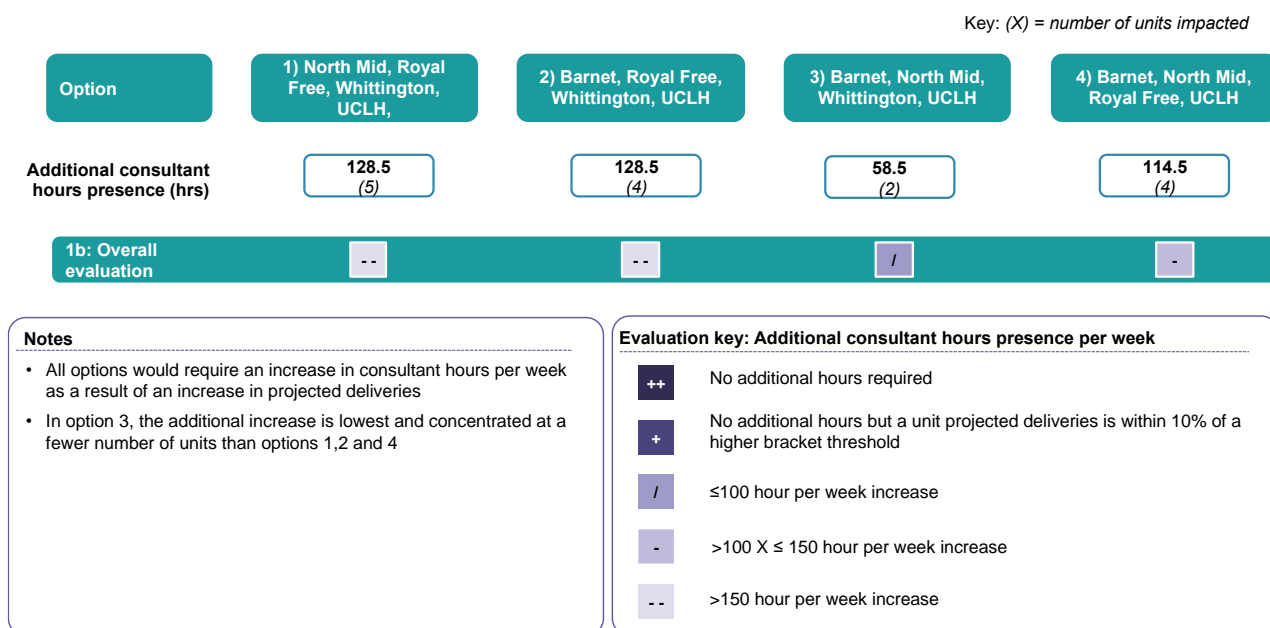 Key: (X) = number of units impacted
Option
1) North Mid, Royal
Free, Whittington,
UCLH,
2) Barnet, Royal Free,
Whittington, UCLH
3) Barnet, North Mid,
Whittington, UCLH
4) Barnet, North Mid,
Royal Free, UCLH
Additional consultant
hours presence (hrs)
128.5
(5)
128.5
(4)
58.5
(2)
114.5
(4)
1b: Overall
evaluation
- -
- -
/
-
Notes
• All options would require an increase in consultant hours per week
as a result of an increase in projected deliveries
• In option 3, the additional increase is lowest and concentrated at a
fewer number of units than options 1,2 and 4
Evaluation key: Additional consultant hours presence per week
++ No additional hours required
+ No additional hours but a unit projected deliveries is within 10% of a
higher bracket threshold
/ ≤100 hour per week increase
- >100 X ≤ 150 hour per week increase
- - >150 hour per week increase